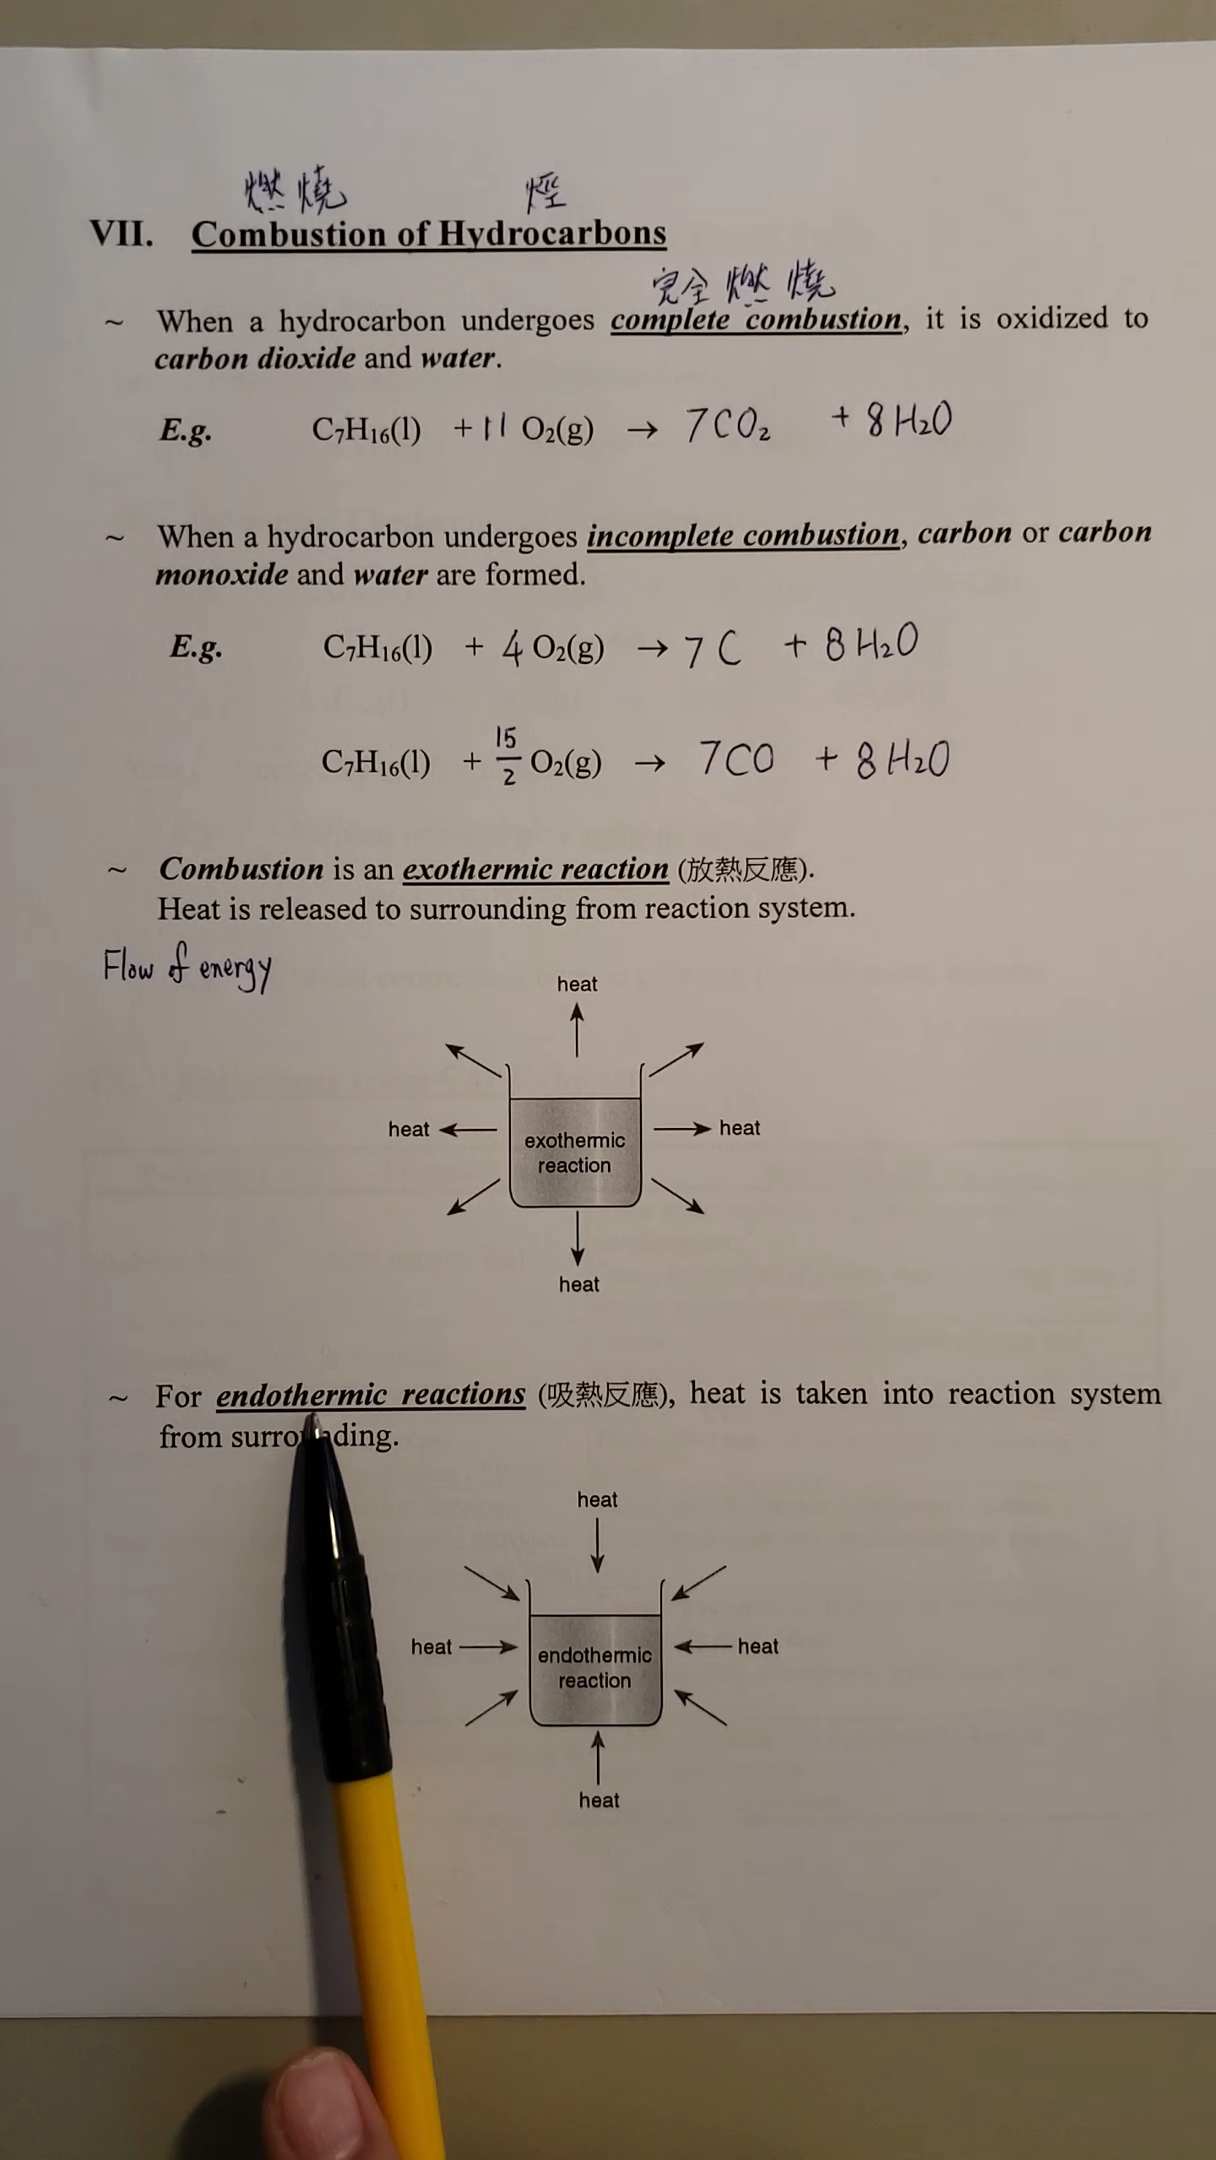 燃燒 烴
VII. Combustion of Hydrocarbons
完全燃燒
~ When a hydrocarbon undergoes complete combustion, it is oxidized to
carbon dioxide and water.
E.g. C₇H₁₆(l) + 11 O₂(g) → 7CO₂ + 8H₂O
~ When a hydrocarbon undergoes incomplete combustion, carbon or carbon
monoxide and water are formed.
E.g. C₇H₁₆(l) + 4 O₂(g) → 7C + 8H₂O
C₇H₁₆(l) + 15/2 O₂(g) → 7CO + 8H₂O
~ Combustion is an exothermic reaction (放熱反應).
Heat is released to surrounding from reaction system.
Flow of energy
heat
heat
exothermic
reaction
heat
heat
~ For endothermic reactions (吸熱反應), heat is taken into reaction system
from surro ding.
heat
heat
endothermic
reaction
heat
heat